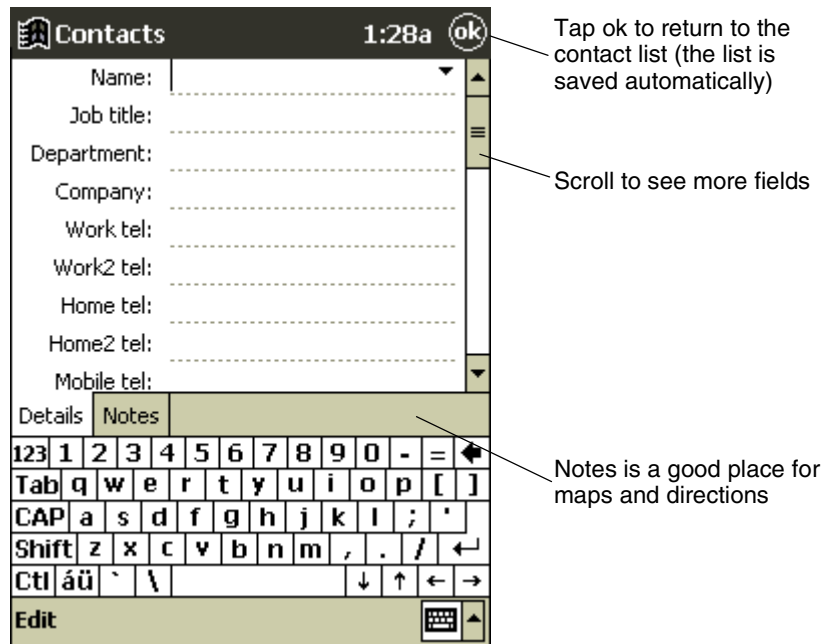 Contacts 1:28a ok
Tap ok to return to the
contact list (the list is
saved automatically)
Name:
Job title:
Department:
Company:
Work tel:
Work2 tel:
Home tel:
Home2 tel:
Mobile tel:
Scroll to see more fields
Details Notes
Notes is a good place for
maps and directions
123 1 2 3 4 5 6 7 8 9 0 - = ←
Tab q w e r t y u i o p [ ]
CAP a s d f g h j k l ; '
Shift z x c v b n m , . / ↵
Ctl áü ` \ ↓ ↑ ← →
Edit